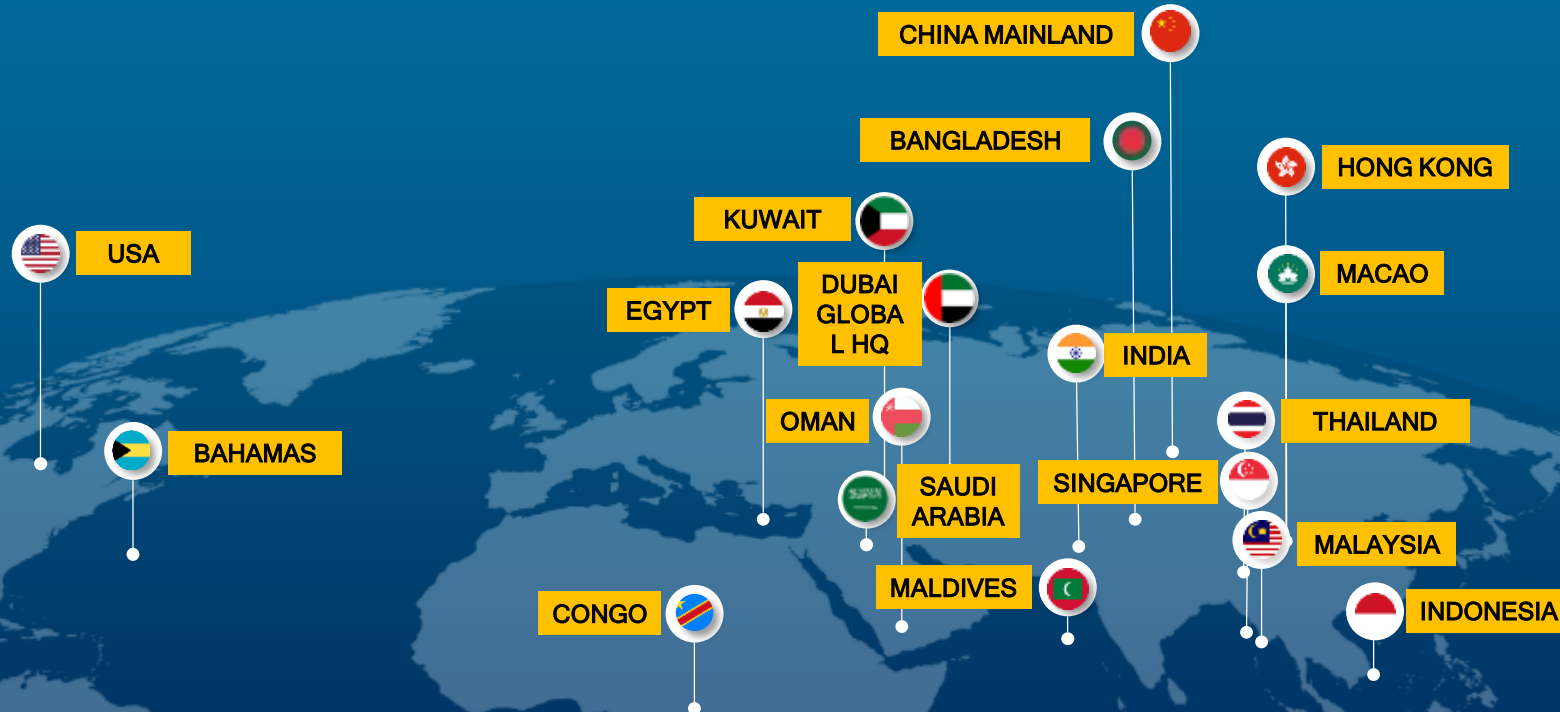 CHINA MAINLAND
BANGLADESH
HONG KONG
KUWAIT
USA
MACAO
DUBAI
GLOBA
L HQ
EGYPT
INDIA
OMAN
THAILAND
BAHAMAS
SINGAPORE
SAUDI
ARABIA
MALAYSIA
MALDIVES
CONGO
INDONESIA